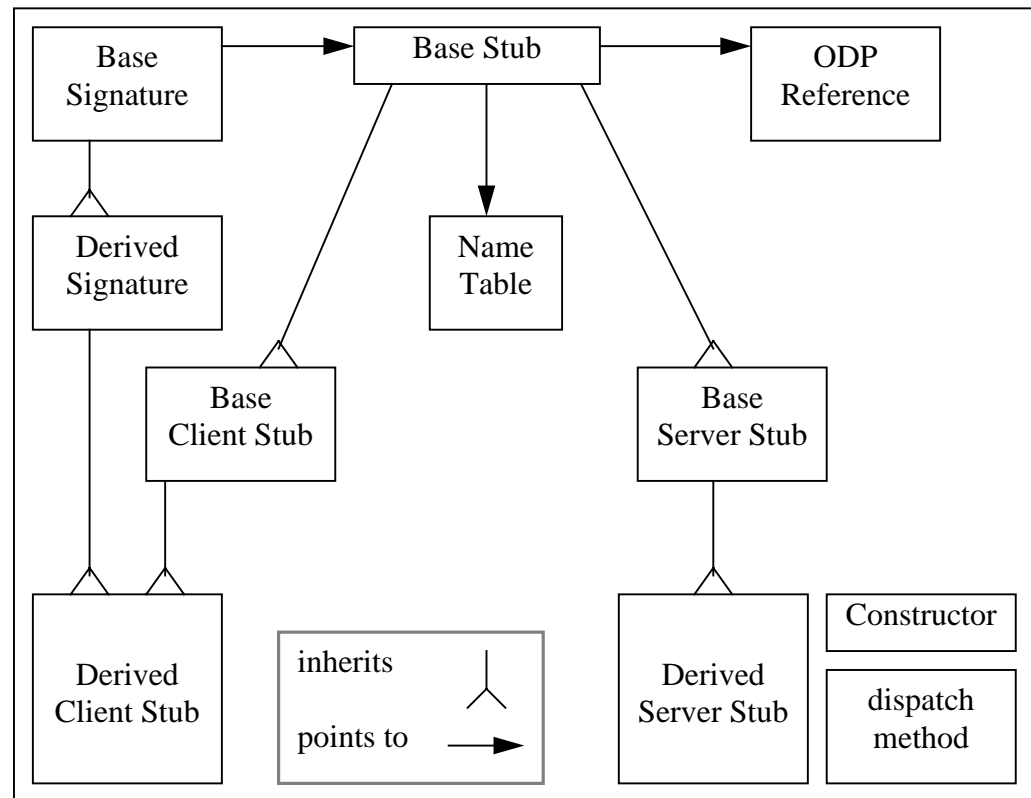 Base
Signature
Base Stub
ODP
Reference
Derived
Signature
Name
Table
Base
Client Stub
Base
Server Stub
Derived
Client Stub
inherits
points to
Derived
Server Stub
Constructor
dispatch
method